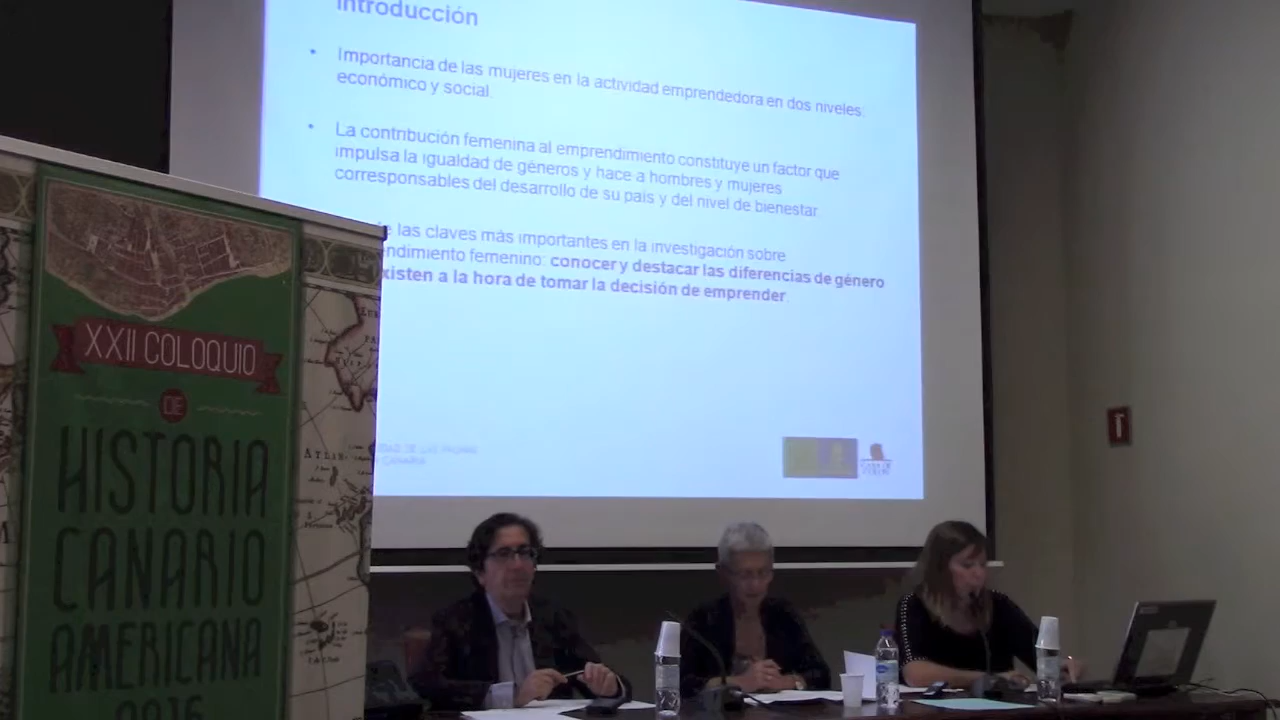 Introducción
Importancia de las mujeres en la actividad emprendedora en dos niveles:
económico y social.
La contribución femenina al emprendimiento constituye un factor que
impulsa la igualdad de géneros y hace a hombres y mujeres
corresponsables del desarrollo de su país y del nivel de bienestar.
las claves más importantes en la investigación sobre
endimiento femenino: conocer y destacar las diferencias de género
xisten a la hora de tomar la decisión de emprender.
XXII COLOQUIO
DE
HISTORIA
CANARIO
AMERICANA